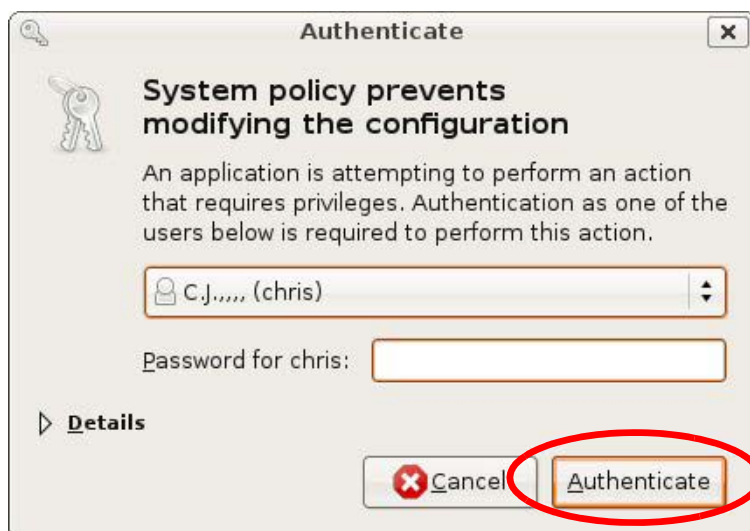 Authenticate
System policy prevents
modifying the configuration
An application is attempting to perform an action
that requires privileges. Authentication as one of the
users below is required to perform this action.
C.J.,,,, (chris)
Password for chris:
Details
Cancel
Authenticate